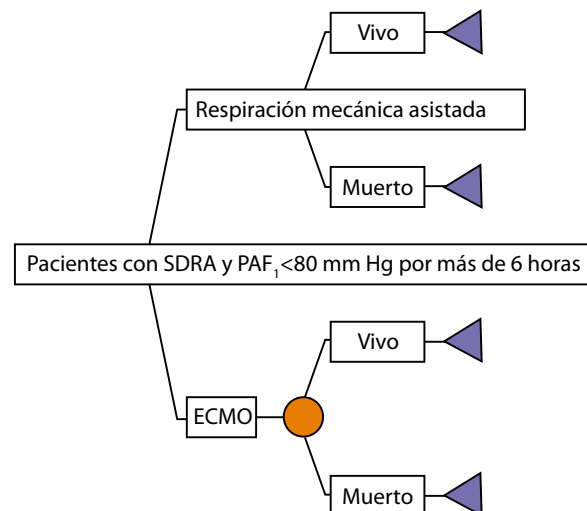 Vivo
Respiración mecánica asistada
Muerto
Pacientes con SDRA y PAF₁<80 mm Hg por más de 6 horas
Vivo
ECMO
Muerto